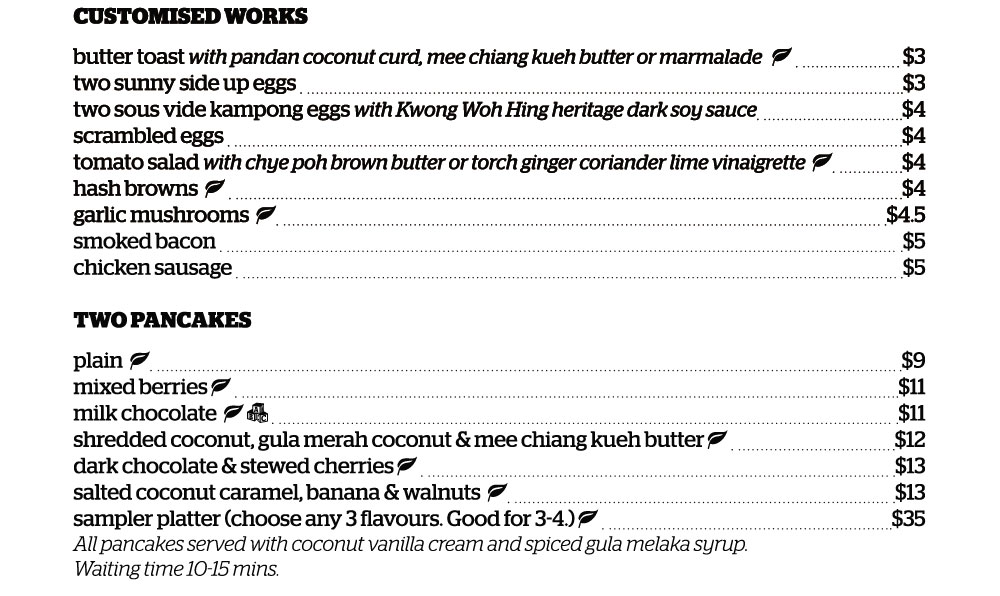 CUSTOMISED WORKS
butter toast with pandan coconut curd, mee chiang kueh butter or marmalade $3
two sunny side up eggs $3
two sous vide kampong eggs with Kwong Woh Hing heritage dark soy sauce $4
scrambled eggs $4
tomato salad with chye poh brown butter or torch ginger coriander lime vinaigrette $4
hash browns $4
garlic mushrooms $4.5
smoked bacon $5
chicken sausage $5
TWO PANCAKES
plain $9
mixed berries $11
milk chocolate $11
shredded coconut, gula merah coconut & mee chiang kueh butter $12
dark chocolate & stewed cherries $13
salted coconut caramel, banana & walnuts $13
sampler platter (choose any 3 flavours. Good for 3-4.) $35
All pancakes served with coconut vanilla cream and spiced gula melaka syrup.
Waiting time 10-15 mins.